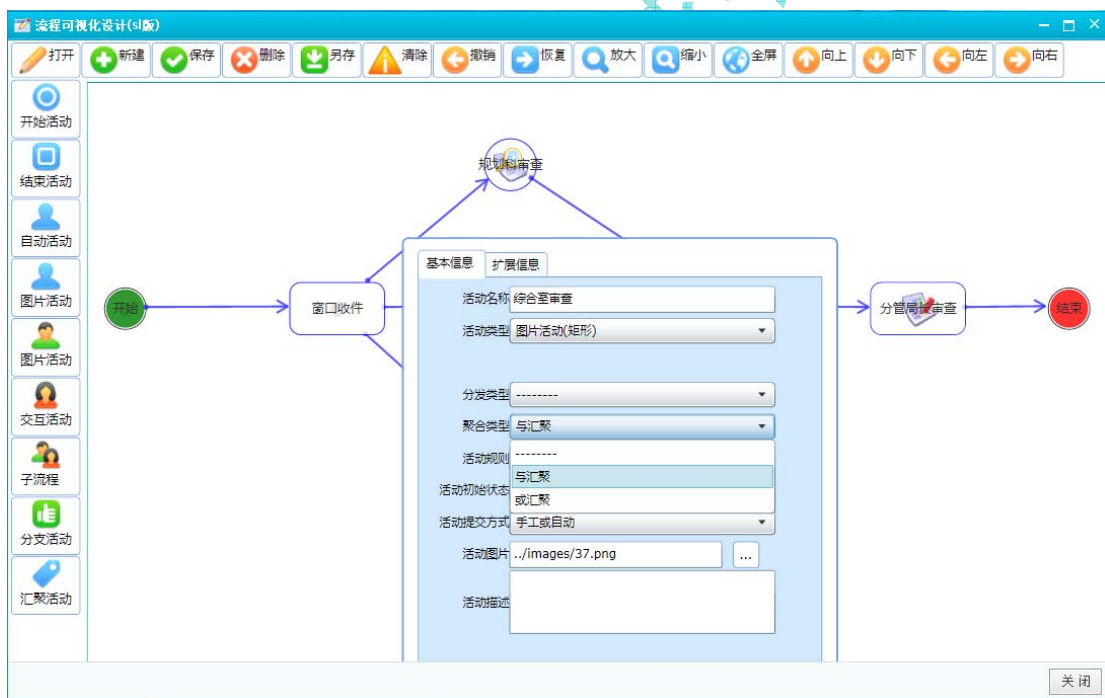 流程可视化设计(sl版)
打开 新建 保存 删除 另存 清除 撤销 恢复 放大 缩小 全屏 向上 向下 向左 向右
开始活动
结束活动
自动活动
图片活动
图片活动
交互活动
子流程
分支活动
汇聚活动
规划科审查
开始
窗口收件
分管局长审查
结束
基本信息 扩展信息
活动名称 综合室审查
活动类型 图片活动(矩形)
分发类型 --------
聚合类型 与汇聚
活动规则 --------
与汇聚
活动初始状态
或汇聚
活动提交方式 手工或自动
活动图片 ../images/37.png ...
活动描述
关闭